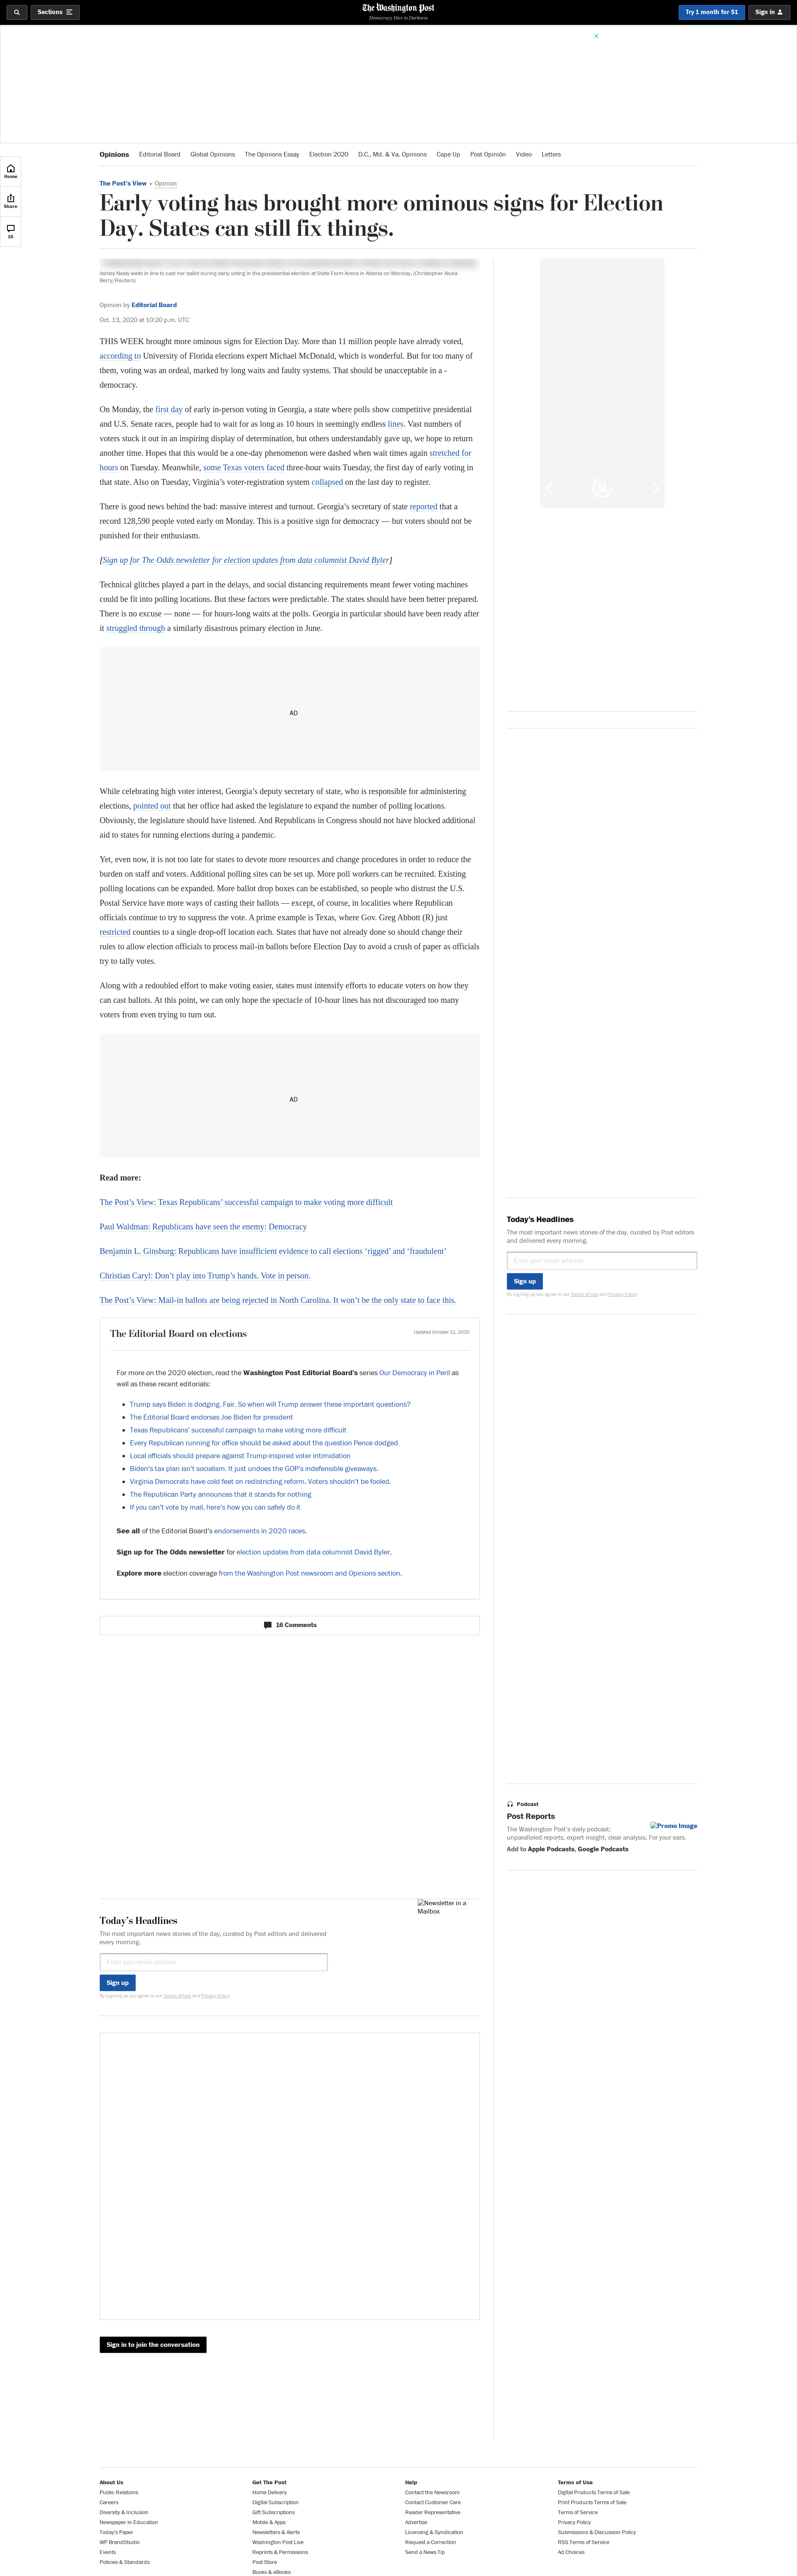 Sections
The Washington Post
Democracy Dies in Darkness
Try 1 month for $1
Sign in
Home
Share
16
Opinions
Editorial Board
Global Opinions
The Opinions Essay
Election 2020
D.C., Md. & Va. Opinions
Cape Up
Post Opinión
Video
Letters
The Post's View • Opinion
Early voting has brought more ominous signs for Election
Day. States can still fix things.
Ashley Nealy waits in line to cast her ballot during early voting in the presidential election at State Farm Arena in Atlanta on Monday. (Christopher Aluka
Berry/Reuters)
Opinion by Editorial Board
Oct. 13, 2020 at 10:20 p.m. UTC
THIS WEEK brought more ominous signs for Election Day. More than 11 million people have already voted,
according to University of Florida elections expert Michael McDonald, which is wonderful. But for too many of
them, voting was an ordeal, marked by long waits and faulty systems. That should be unacceptable in a -
democracy.
On Monday, the first day of early in-person voting in Georgia, a state where polls show competitive presidential
and U.S. Senate races, people had to wait for as long as 10 hours in seemingly endless lines. Vast numbers of
voters stuck it out in an inspiring display of determination, but others understandably gave up, we hope to return
another time. Hopes that this would be a one-day phenomenon were dashed when wait times again stretched for
hours on Tuesday. Meanwhile, some Texas voters faced three-hour waits Tuesday, the first day of early voting in
that state. Also on Tuesday, Virginia's voter-registration system collapsed on the last day to register.
There is good news behind the bad: massive interest and turnout. Georgia's secretary of state reported that a
record 128,590 people voted early on Monday. This is a positive sign for democracy — but voters should not be
punished for their enthusiasm.
[Sign up for The Odds newsletter for election updates from data columnist David Byler]
Technical glitches played a part in the delays, and social distancing requirements meant fewer voting machines
could be fit into polling locations. But these factors were predictable. The states should have been better prepared.
There is no excuse — none — for hours-long waits at the polls. Georgia in particular should have been ready after
it struggled through a similarly disastrous primary election in June.
AD
While celebrating high voter interest, Georgia's deputy secretary of state, who is responsible for administering
elections, pointed out that her office had asked the legislature to expand the number of polling locations.
Obviously, the legislature should have listened. And Republicans in Congress should not have blocked additional
aid to states for running elections during a pandemic.
Yet, even now, it is not too late for states to devote more resources and change procedures in order to reduce the
burden on staff and voters. Additional polling sites can be set up. More poll workers can be recruited. Existing
polling locations can be expanded. More ballot drop boxes can be established, so people who distrust the U.S.
Postal Service have more ways of casting their ballots — except, of course, in localities where Republican
officials continue to try to suppress the vote. A prime example is Texas, where Gov. Greg Abbott (R) just
restricted counties to a single drop-off location each. States that have not already done so should change their
rules to allow election officials to process mail-in ballots before Election Day to avoid a crush of paper as officials
try to tally votes.
Along with a redoubled effort to make voting easier, states must intensify efforts to educate voters on how they
can cast ballots. At this point, we can only hope the spectacle of 10-hour lines has not discouraged too many
voters from even trying to turn out.
AD
Read more:
The Post's View: Texas Republicans' successful campaign to make voting more difficult
Paul Waldman: Republicans have seen the enemy: Democracy
Benjamin L. Ginsburg: Republicans have insufficient evidence to call elections 'rigged' and 'fraudulent'
Christian Caryl: Don't play into Trump's hands. Vote in person.
The Post's View: Mail-in ballots are being rejected in North Carolina. It won't be the only state to face this.
The Editorial Board on elections
Updated October 12, 2020
For more on the 2020 election, read the Washington Post Editorial Board's series Our Democracy in Peril as
well as these recent editorials:
• Trump says Biden is dodging. Fair. So when will Trump answer these important questions?
• The Editorial Board endorses Joe Biden for president
• Texas Republicans' successful campaign to make voting more difficult
• Every Republican running for office should be asked about the question Pence dodged
• Local officials should prepare against Trump-inspired voter intimidation
• Biden's tax plan isn't socialism. It just undoes the GOP's indefensible giveaways.
• Virginia Democrats have cold feet on redistricting reform. Voters shouldn't be fooled.
• The Republican Party announces that it stands for nothing
• If you can't vote by mail, here's how you can safely do it
See all of the Editorial Board's endorsements in 2020 races.
Sign up for The Odds newsletter for election updates from data columnist David Byler.
Explore more election coverage from the Washington Post newsroom and Opinions section.
16 Comments
Today's Headlines
The most important news stories of the day, curated by Post editors
and delivered every morning.
Enter your email address
Sign up
By signing up you agree to our Terms of Use and Privacy Policy
Podcast
Post Reports
Promo Image
The Washington Post's daily podcast:
unparalleled reports, expert insight, clear analysis. For your ears.
Add to Apple Podcasts, Google Podcasts
Newsletter in a
Mailbox
Today's Headlines
The most important news stories of the day, curated by Post editors and delivered
every morning.
Enter your email address
Sign up
By signing up you agree to our Terms of Use and Privacy Policy
Sign in to join the conversation
About Us
Public Relations
Careers
Diversity & Inclusion
Newspaper in Education
Today's Paper
WP BrandStudio
Events
Policies & Standards
Get The Post
Home Delivery
Digital Subscription
Gift Subscriptions
Mobile & Apps
Newsletters & Alerts
Washington Post Live
Reprints & Permissions
Post Store
Books & eBooks
Help
Contact the Newsroom
Contact Customer Care
Reader Representative
Advertise
Licensing & Syndication
Request a Correction
Send a News Tip
Terms of Use
Digital Products Terms of Sale
Print Products Terms of Sale
Terms of Service
Privacy Policy
Submissions & Discussion Policy
RSS Terms of Service
Ad Choices